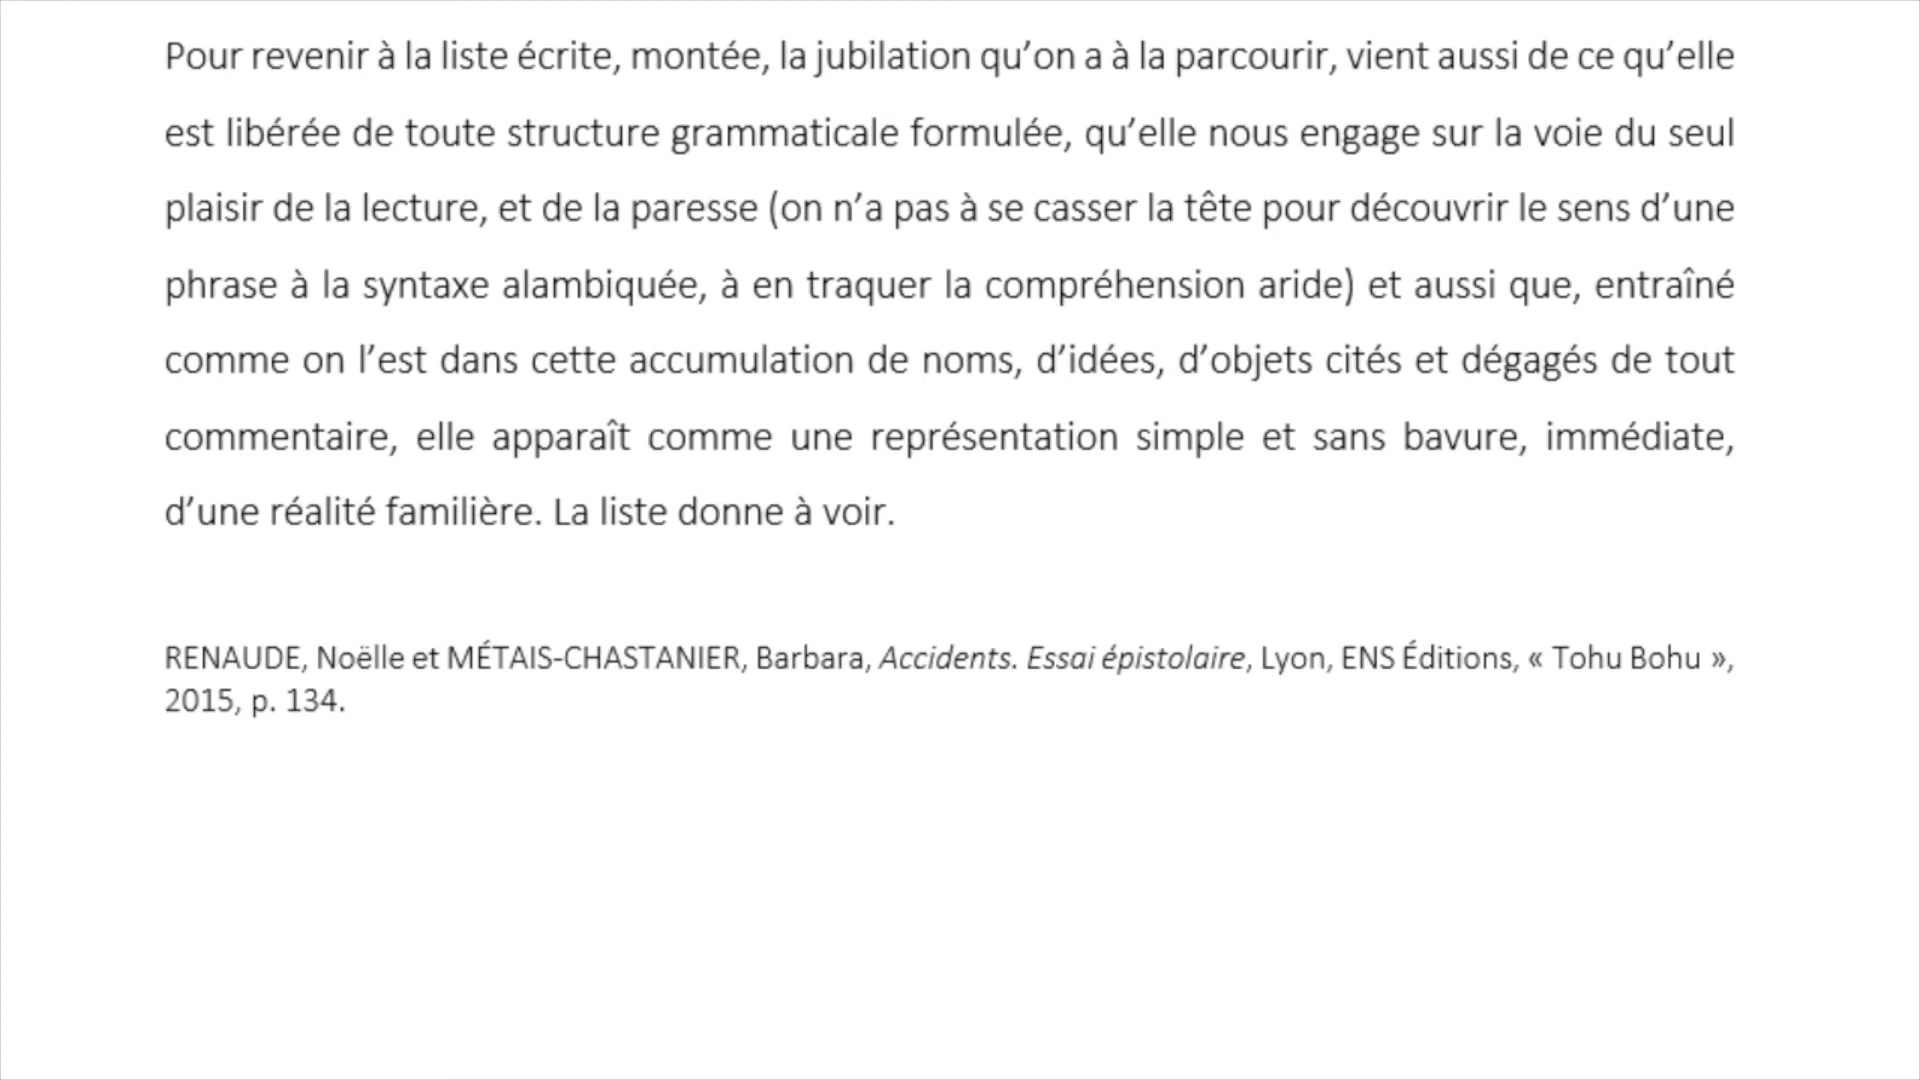 Pour revenir à la liste écrite, montée, la jubilation qu’on a à la parcourir, vient aussi de ce qu’elle
est libérée de toute structure grammaticale formulée, qu’elle nous engage sur la voie du seul
plaisir de la lecture, et de la paresse (on n’a pas à se casser la tête pour découvrir le sens d’une
phrase à la syntaxe alambiquée, à en traquer la compréhension aride) et aussi que, entraîné
comme on l’est dans cette accumulation de noms, d’idées, d’objets cités et dégagés de tout
commentaire, elle apparaît comme une représentation simple et sans bavure, immédiate,
d’une réalité familière. La liste donne à voir.
RENAUDE, Noëlle et MÉTAIS-CHASTANIER, Barbara, Accidents. Essai épistolaire, Lyon, ENS Éditions, « Tohu Bohu »,
2015, p. 134.